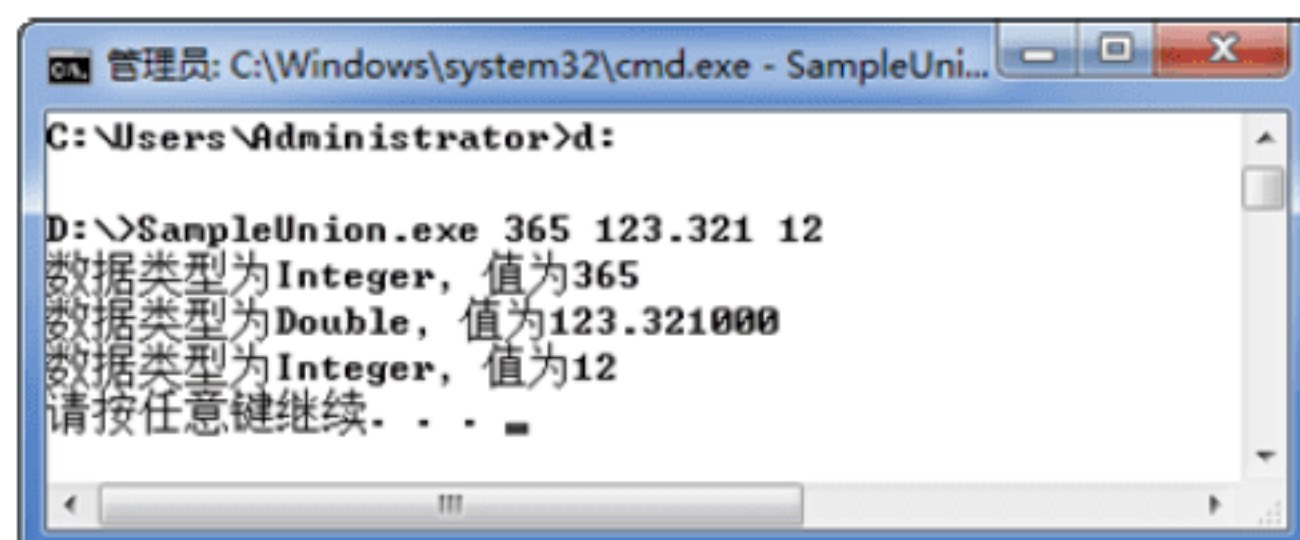 管理员: C:\Windows\system32\cmd.exe - SampleUni...
C:\Users\Administrator>d:
D:\>SampleUnion.exe 365 123.321 12
数据类型为Integer, 值为365
数据类型为Double, 值为123.321000
数据类型为Integer, 值为12
请按任意键继续. . .